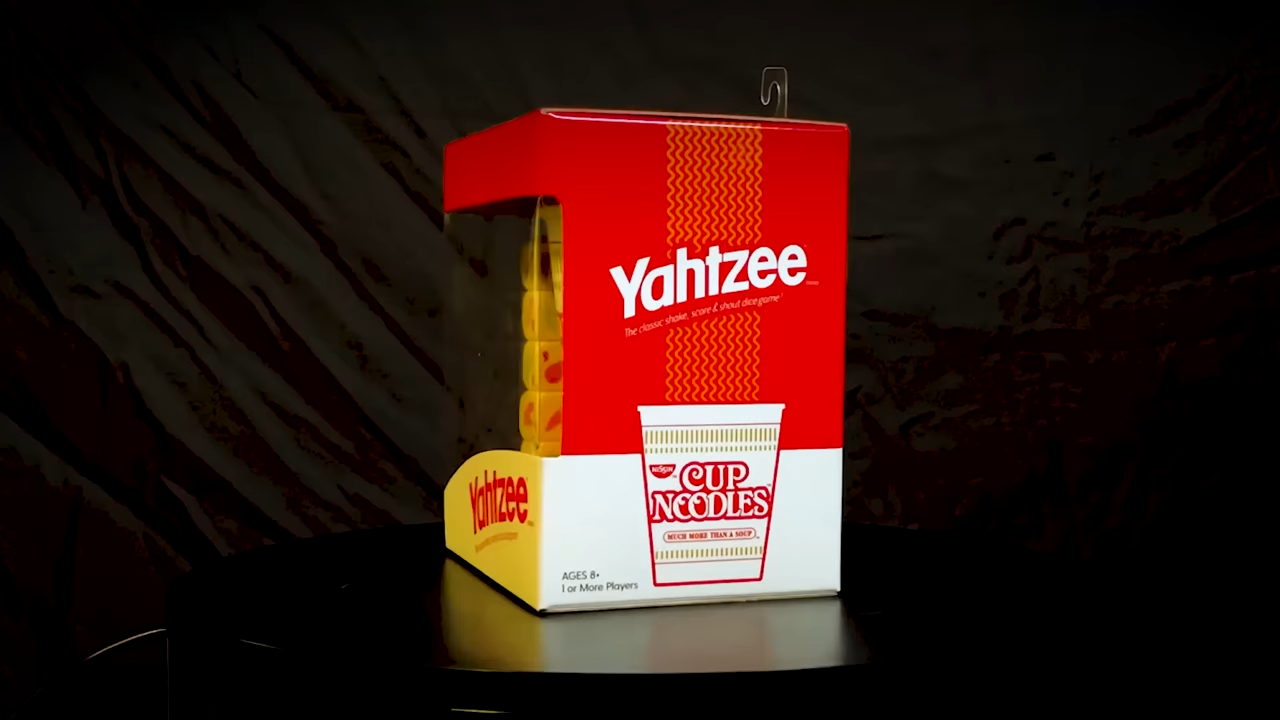 Yahtzee
The classic shake, score & shout dice game!
NISSIN
CUP
NOODLES
MUCH MORE THAN A SOUP
Yahtzee
AGES 8+
1 or More Players